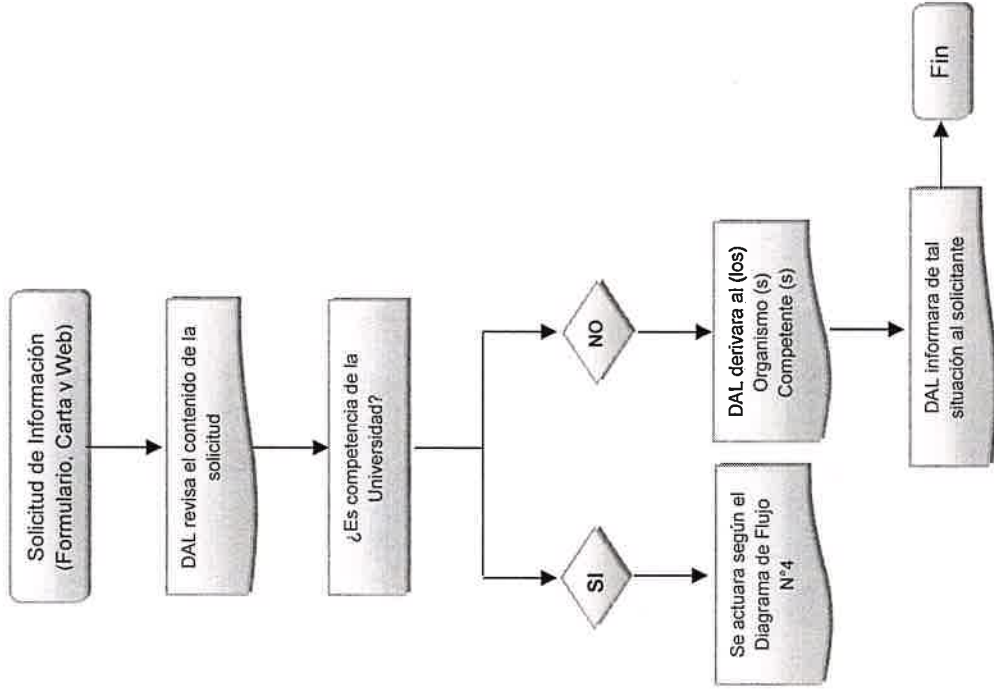 Solicitud de Información
(Formulario, Carta y Web)
DAL revisa el contenido de la
solicitud
¿Es competencia de la
Universidad?
SI
NO
Se actuara según el
Diagrama de Flujo
N°4
DAL derivara al (los)
Organismo (s)
Competente (s)
DAL informara de tal
situación al solicitante
Fin